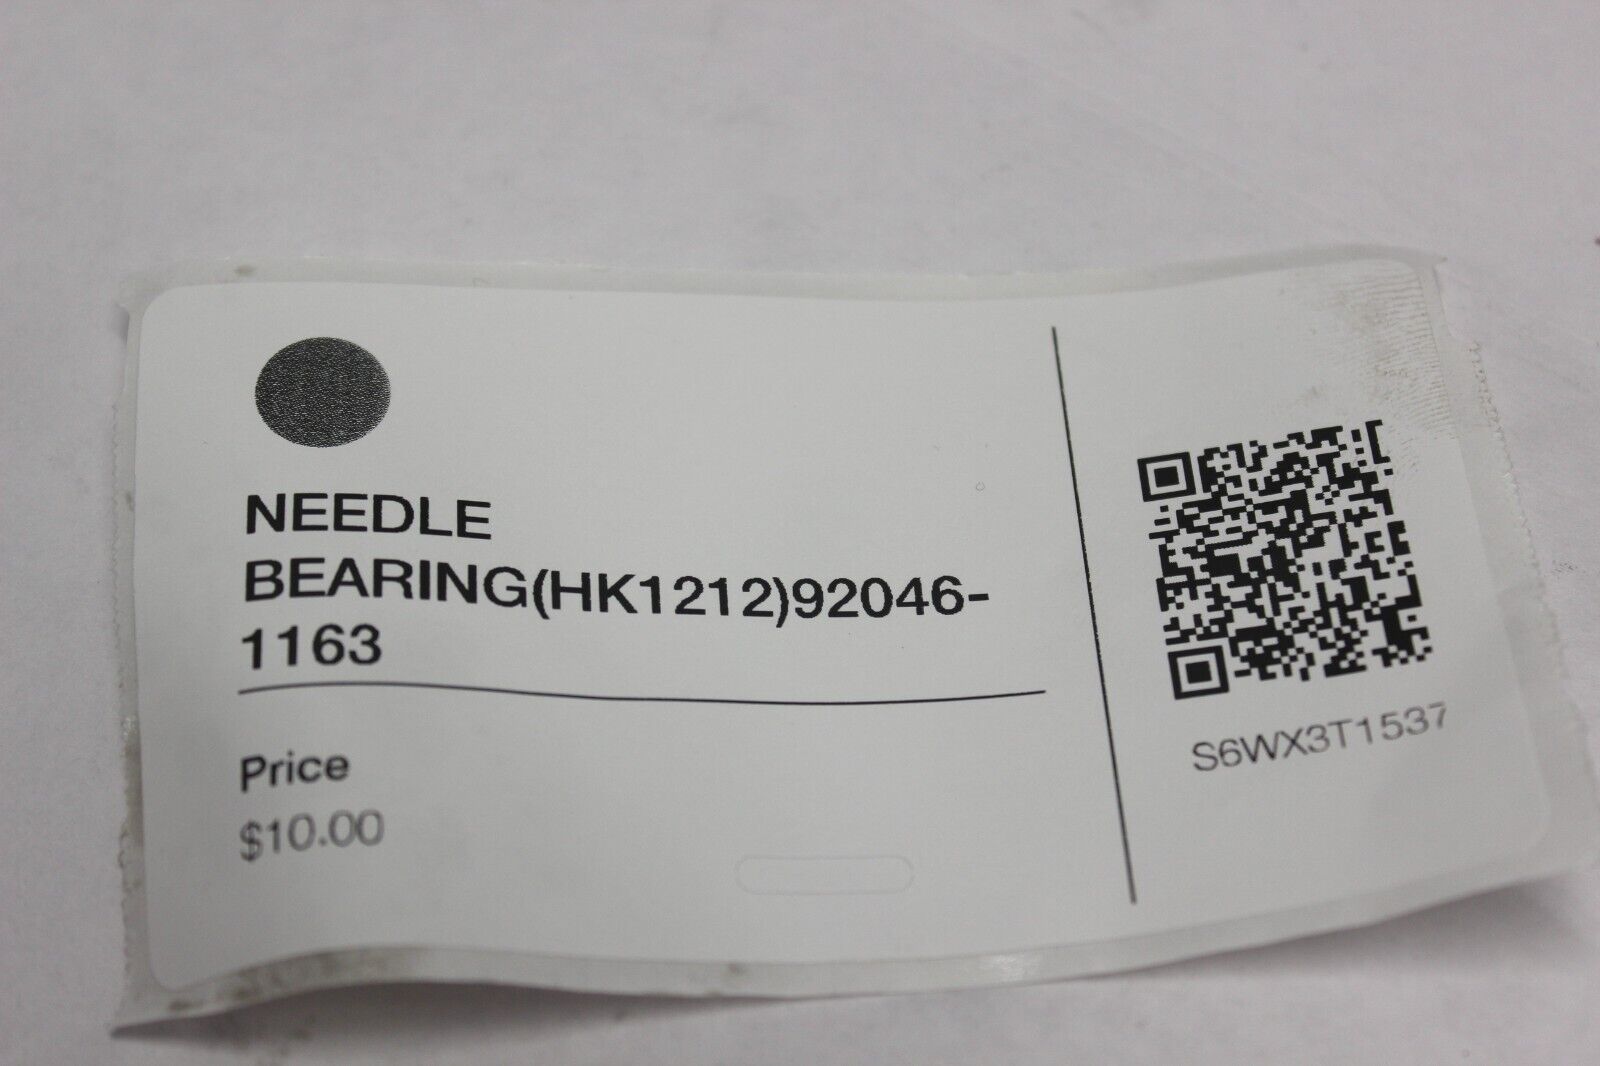 NEEDLE
BEARING(HK1212)92046-
1163
Price
$10.00
S6WX3T1537